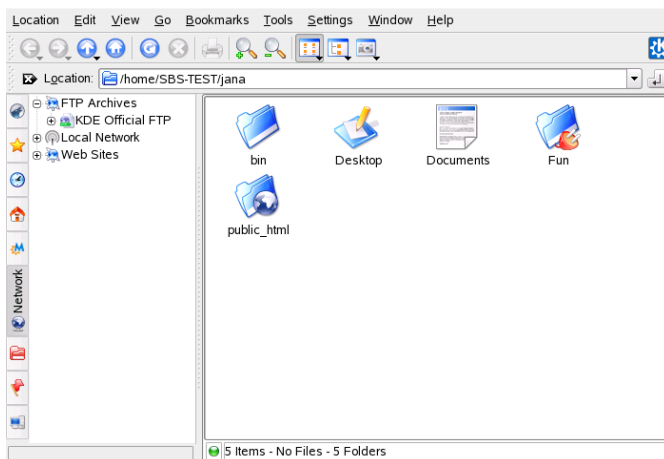 Location Edit View Go Bookmarks Tools Settings Window Help
Location: /home/SBS-TEST/jana
FTP Archives
KDE Official FTP
Local Network
Web Sites
Network
bin Desktop Documents Fun
public_html
5 Items - No Files - 5 Folders